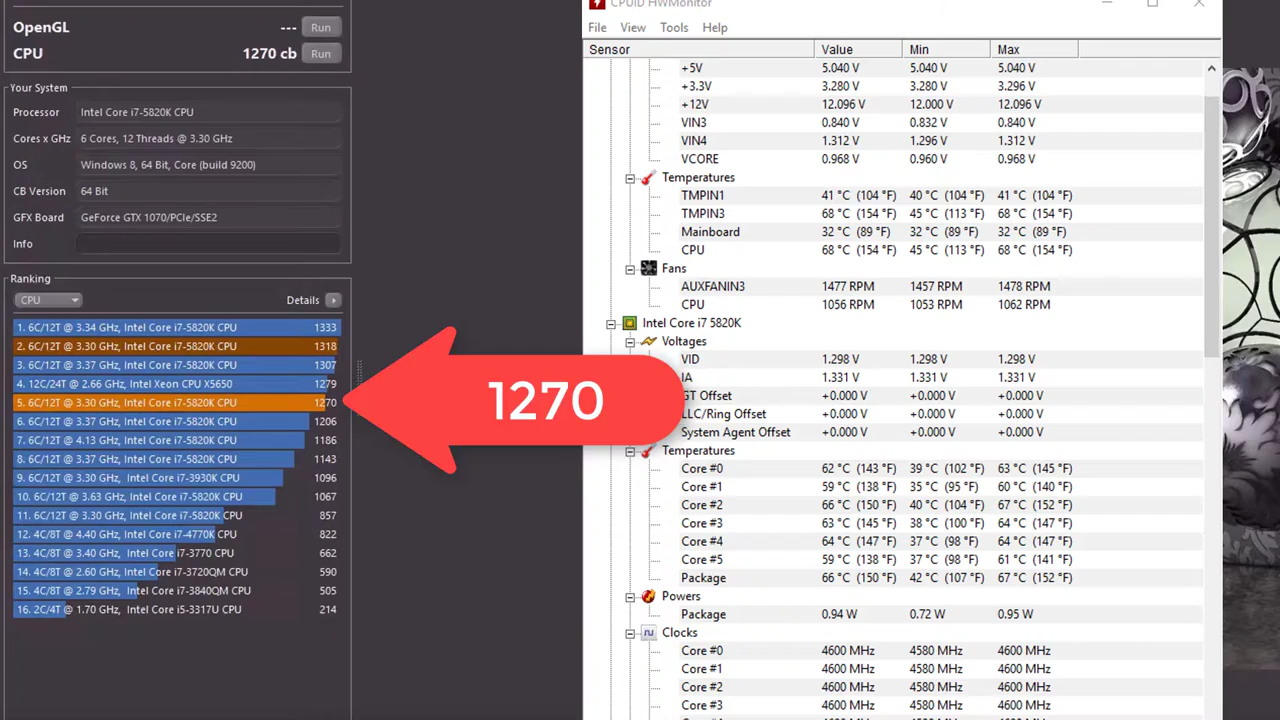 OpenGL --- Run
CPU 1270 cb Run
Your System
Processor Intel Core i7-5820K CPU
Cores x GHz 6 Cores, 12 Threads @ 3.30 GHz
OS Windows 8, 64 Bit, Core (build 9200)
CB Version 64 Bit
GFX Board GeForce GTX 1070/PCIe/SSE2
Info
Ranking
CPU Details
1. 6C/12T @ 3.34 GHz, Intel Core i7-5820K CPU 1333
2. 6C/12T @ 3.30 GHz, Intel Core i7-5820K CPU 1318
3. 6C/12T @ 3.37 GHz, Intel Core i7-5820K CPU 1307
4. 12C/24T @ 2.66 GHz, Intel Xeon CPU X5650 1279
5. 6C/12T @ 3.30 GHz, Intel Core i7-5820K CPU 1270
6. 6C/12T @ 3.37 GHz, Intel Core i7-5820K CPU 1206
7. 6C/12T @ 4.13 GHz, Intel Core i7-5820K CPU 1186
8. 6C/12T @ 3.37 GHz, Intel Core i7-5820K CPU 1143
9. 6C/12T @ 3.30 GHz, Intel Core i7-3930K CPU 1096
10. 6C/12T @ 3.63 GHz, Intel Core i7-5820K CPU 1067
11. 6C/12T @ 3.30 GHz, Intel Core i7-5820K CPU 857
12. 4C/8T @ 4.40 GHz, Intel Core i7-4770K CPU 822
13. 4C/8T @ 3.40 GHz, Intel Core i7-3770 CPU 662
14. 4C/8T @ 2.60 GHz, Intel Core i7-3720QM CPU 590
15. 4C/8T @ 2.79 GHz, Intel Core i7-3840QM CPU 505
16. 2C/4T @ 1.70 GHz, Intel Core i5-3317U CPU 214
1270
CPUID HWMonitor
File View Tools Help
Sensor Value Min Max
+5V 5.040 V 5.040 V 5.040 V
+3.3V 3.280 V 3.280 V 3.296 V
+12V 12.096 V 12.000 V 12.096 V
VIN3 0.840 V 0.832 V 0.840 V
VIN4 1.312 V 1.296 V 1.312 V
VCORE 0.968 V 0.960 V 0.968 V
Temperatures
TMPIN1 41 °C (104 °F) 40 °C (104 °F) 41 °C (104 °F)
TMPIN3 68 °C (154 °F) 45 °C (113 °F) 68 °C (154 °F)
Mainboard 32 °C (89 °F) 32 °C (89 °F) 32 °C (89 °F)
CPU 68 °C (154 °F) 45 °C (113 °F) 68 °C (154 °F)
Fans
AUXFANIN3 1477 RPM 1457 RPM 1478 RPM
CPU 1056 RPM 1053 RPM 1062 RPM
Intel Core i7 5820K
Voltages
VID 1.298 V 1.298 V 1.298 V
IA 1.331 V 1.331 V 1.331 V
GT Offset +0.000 V +0.000 V +0.000 V
LLC/Ring Offset +0.000 V +0.000 V +0.000 V
System Agent Offset +0.000 V +0.000 V +0.000 V
Temperatures
Core #0 62 °C (143 °F) 39 °C (102 °F) 63 °C (145 °F)
Core #1 59 °C (138 °F) 35 °C (95 °F) 60 °C (140 °F)
Core #2 66 °C (150 °F) 40 °C (104 °F) 67 °C (152 °F)
Core #3 63 °C (145 °F) 38 °C (100 °F) 64 °C (147 °F)
Core #4 64 °C (147 °F) 37 °C (98 °F) 64 °C (147 °F)
Core #5 59 °C (138 °F) 37 °C (98 °F) 61 °C (141 °F)
Package 66 °C (150 °F) 42 °C (107 °F) 67 °C (152 °F)
Powers
Package 0.94 W 0.72 W 0.95 W
Clocks
Core #0 4600 MHz 4580 MHz 4600 MHz
Core #1 4600 MHz 4580 MHz 4600 MHz
Core #2 4600 MHz 4580 MHz 4600 MHz
Core #3 4600 MHz 4580 MHz 4600 MHz